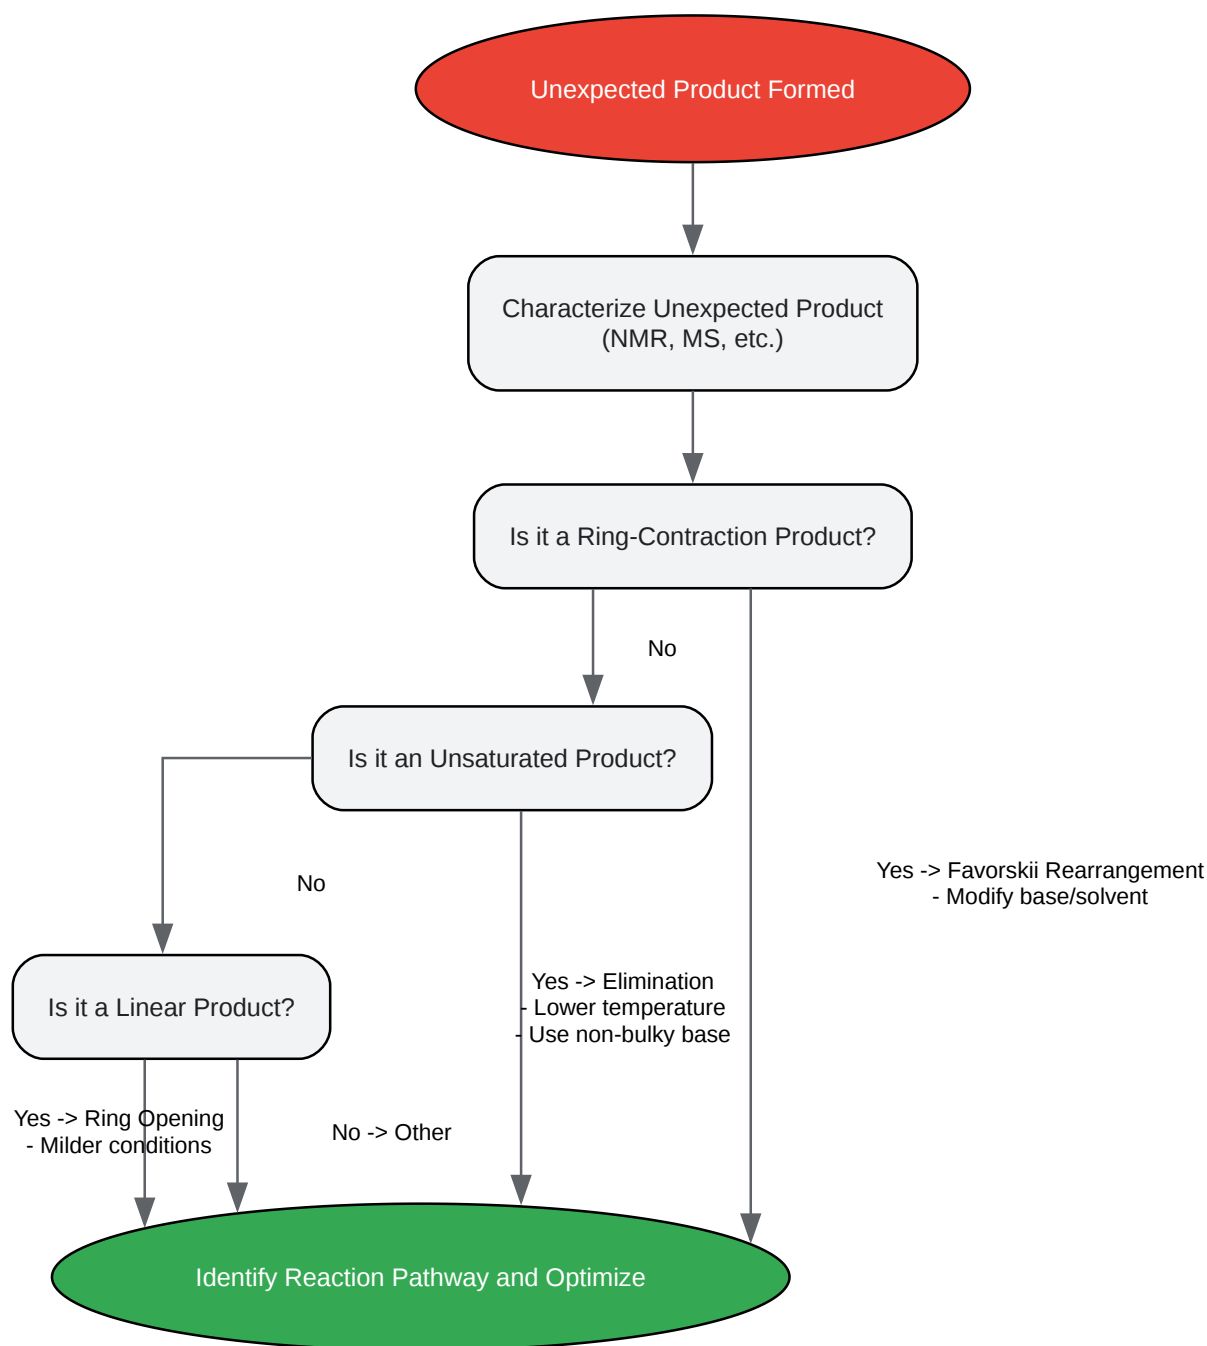 Unexpected Product Formed
Characterize Unexpected Product
(NMR, MS, etc.)
Is it a Ring-Contraction Product?
No
Is it an Unsaturated Product?
No
Yes -> Favorskii Rearrangement
- Modify base/solvent
Yes -> Elimination
- Lower temperature
- Use non-bulky base
Is it a Linear Product?
Yes -> Ring Opening
- Milder conditions
No -> Other
Identify Reaction Pathway and Optimize